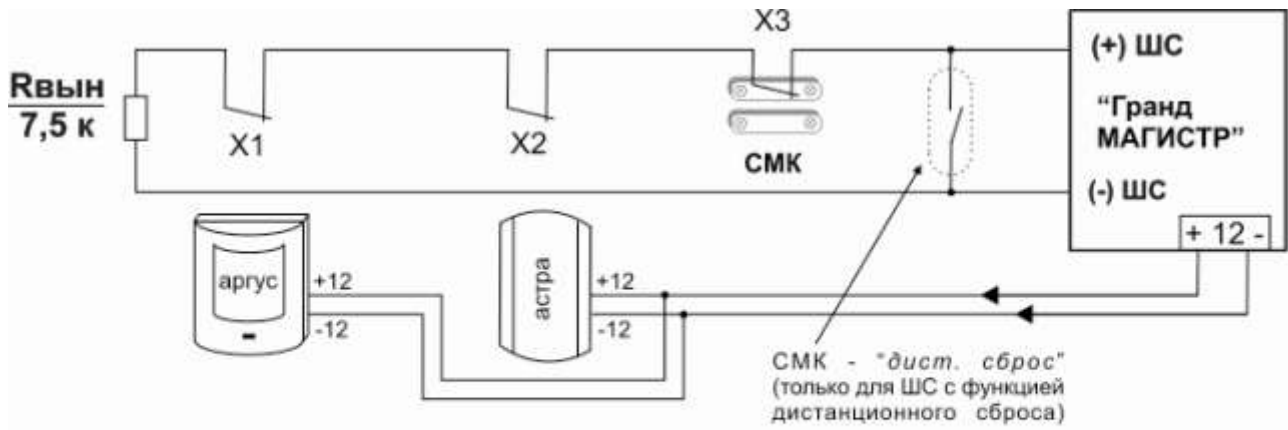 X3
(+) ШС
Rвын
7,5 к
X1
X2
СМК
“Гранд
МАГИСТР”
(-) ШС
+ 12 -
аргус
+12
-12
астра
+12
-12
СМК - “дист. сброс”
(только для ШС с функцией
дистанционного сброса)